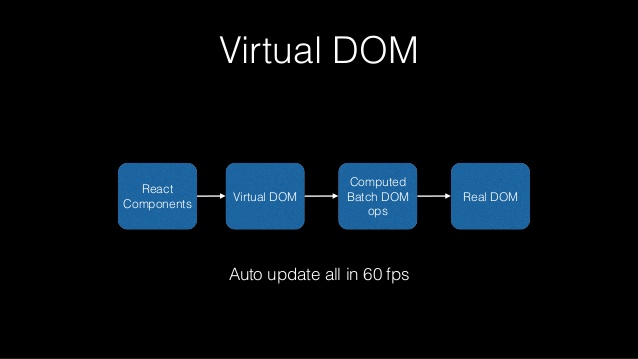 Virtual DOM
React
Components
Virtual DOM
Computed
Batch DOM
ops
Real DOM
Auto update all in 60 fps